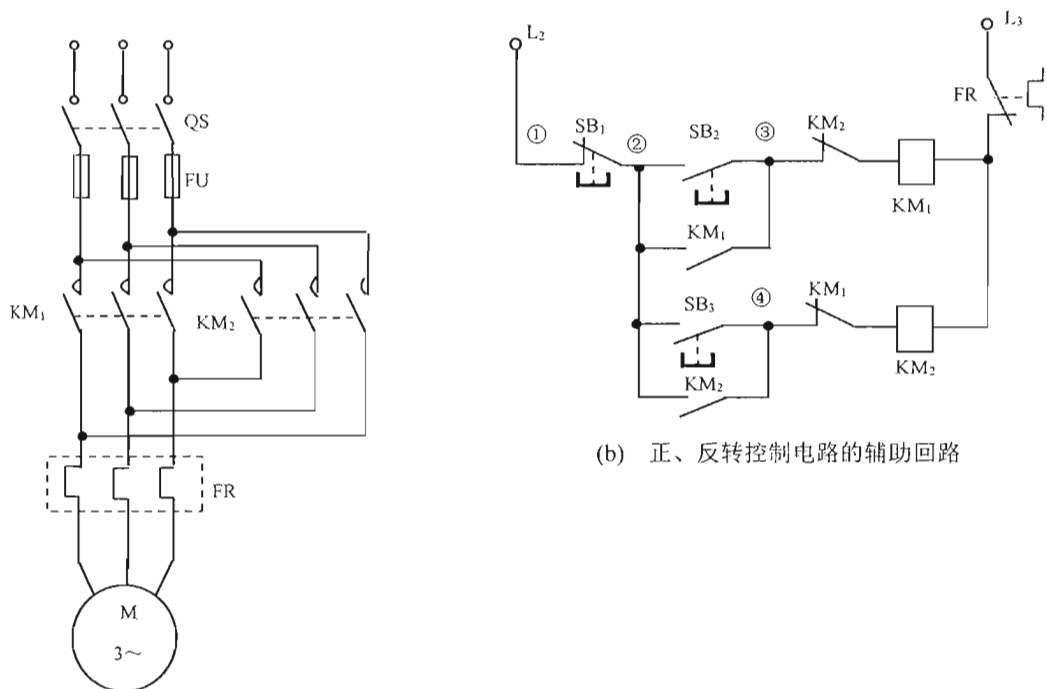 QS
FU
KM₁
KM₂
FR
M
3～
L₂
L₃
FR
① SB₁ ② SB₂ ③ KM₂
KM₁
KM₁
SB₃ ④ KM₁
KM₂
KM₂
(b) 正、反转控制电路的辅助回路